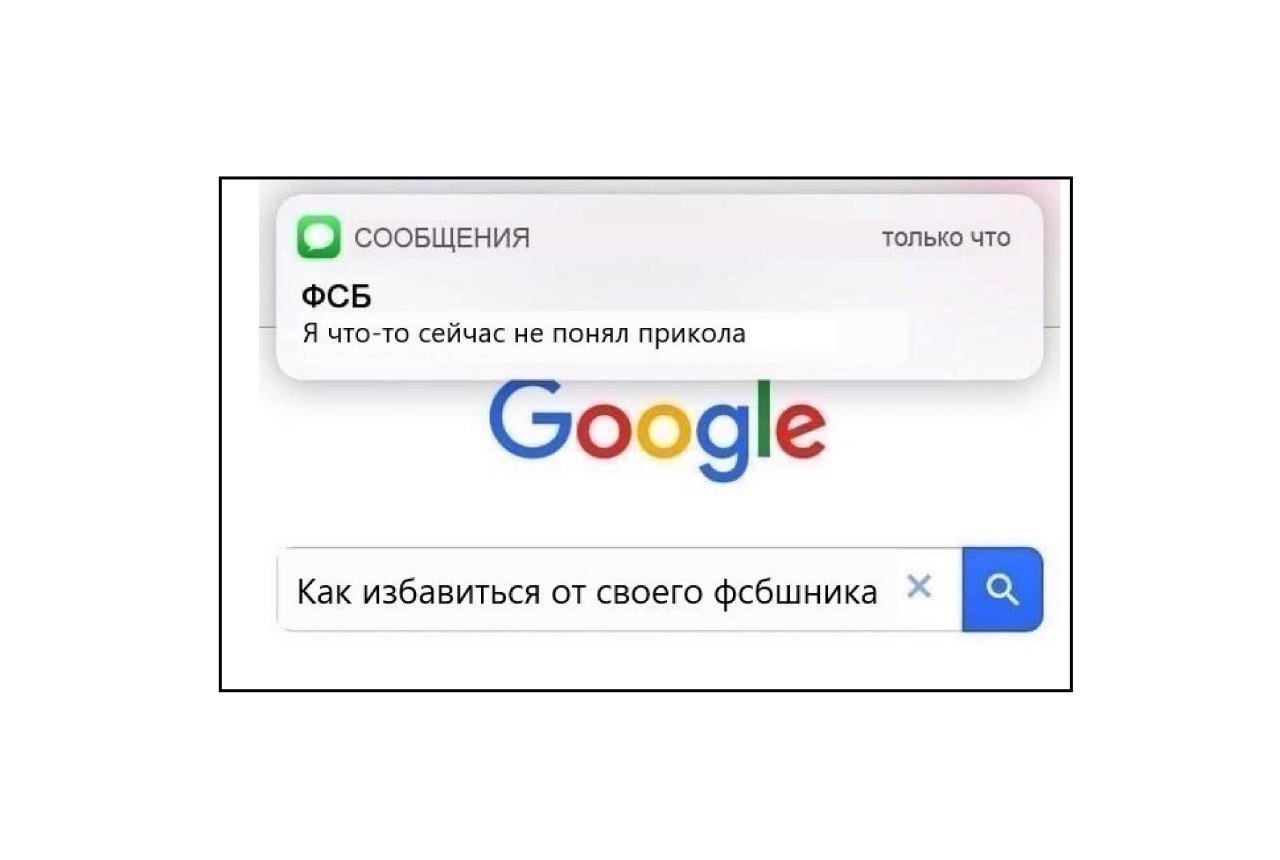 СООБЩЕНИЯ только что
ФСБ
Я что-то сейчас не понял прикола
Google
Как избавиться от своего фсбшника